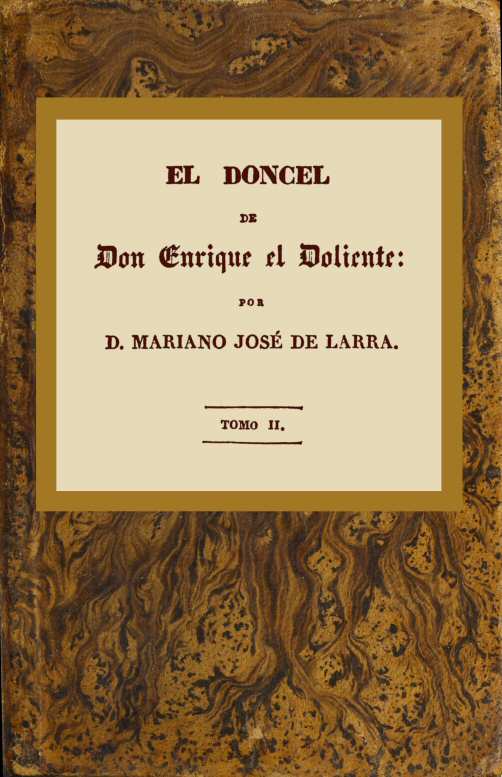 EL DONCEL
DE
Don Enrique el Doliente:
POR
D. MARIANO JOSÉ DE LARRA.
TOMO II.